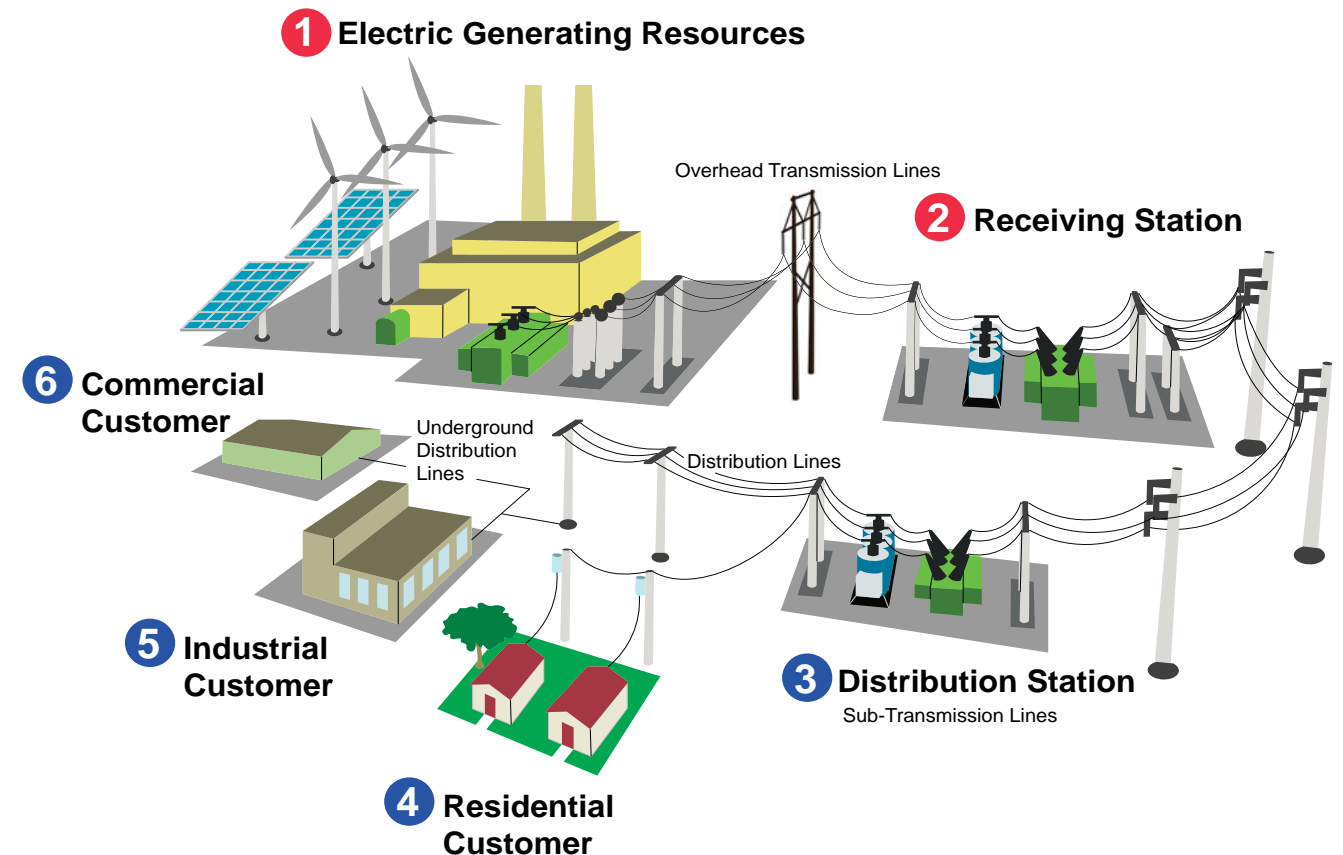 1 Electric Generating Resources
Overhead Transmission Lines
2 Receiving Station
6 Commercial
Customer
Underground
Distribution
Lines
Distribution Lines
5 Industrial
Customer
3 Distribution Station
Sub-Transmission Lines
4 Residential
Customer